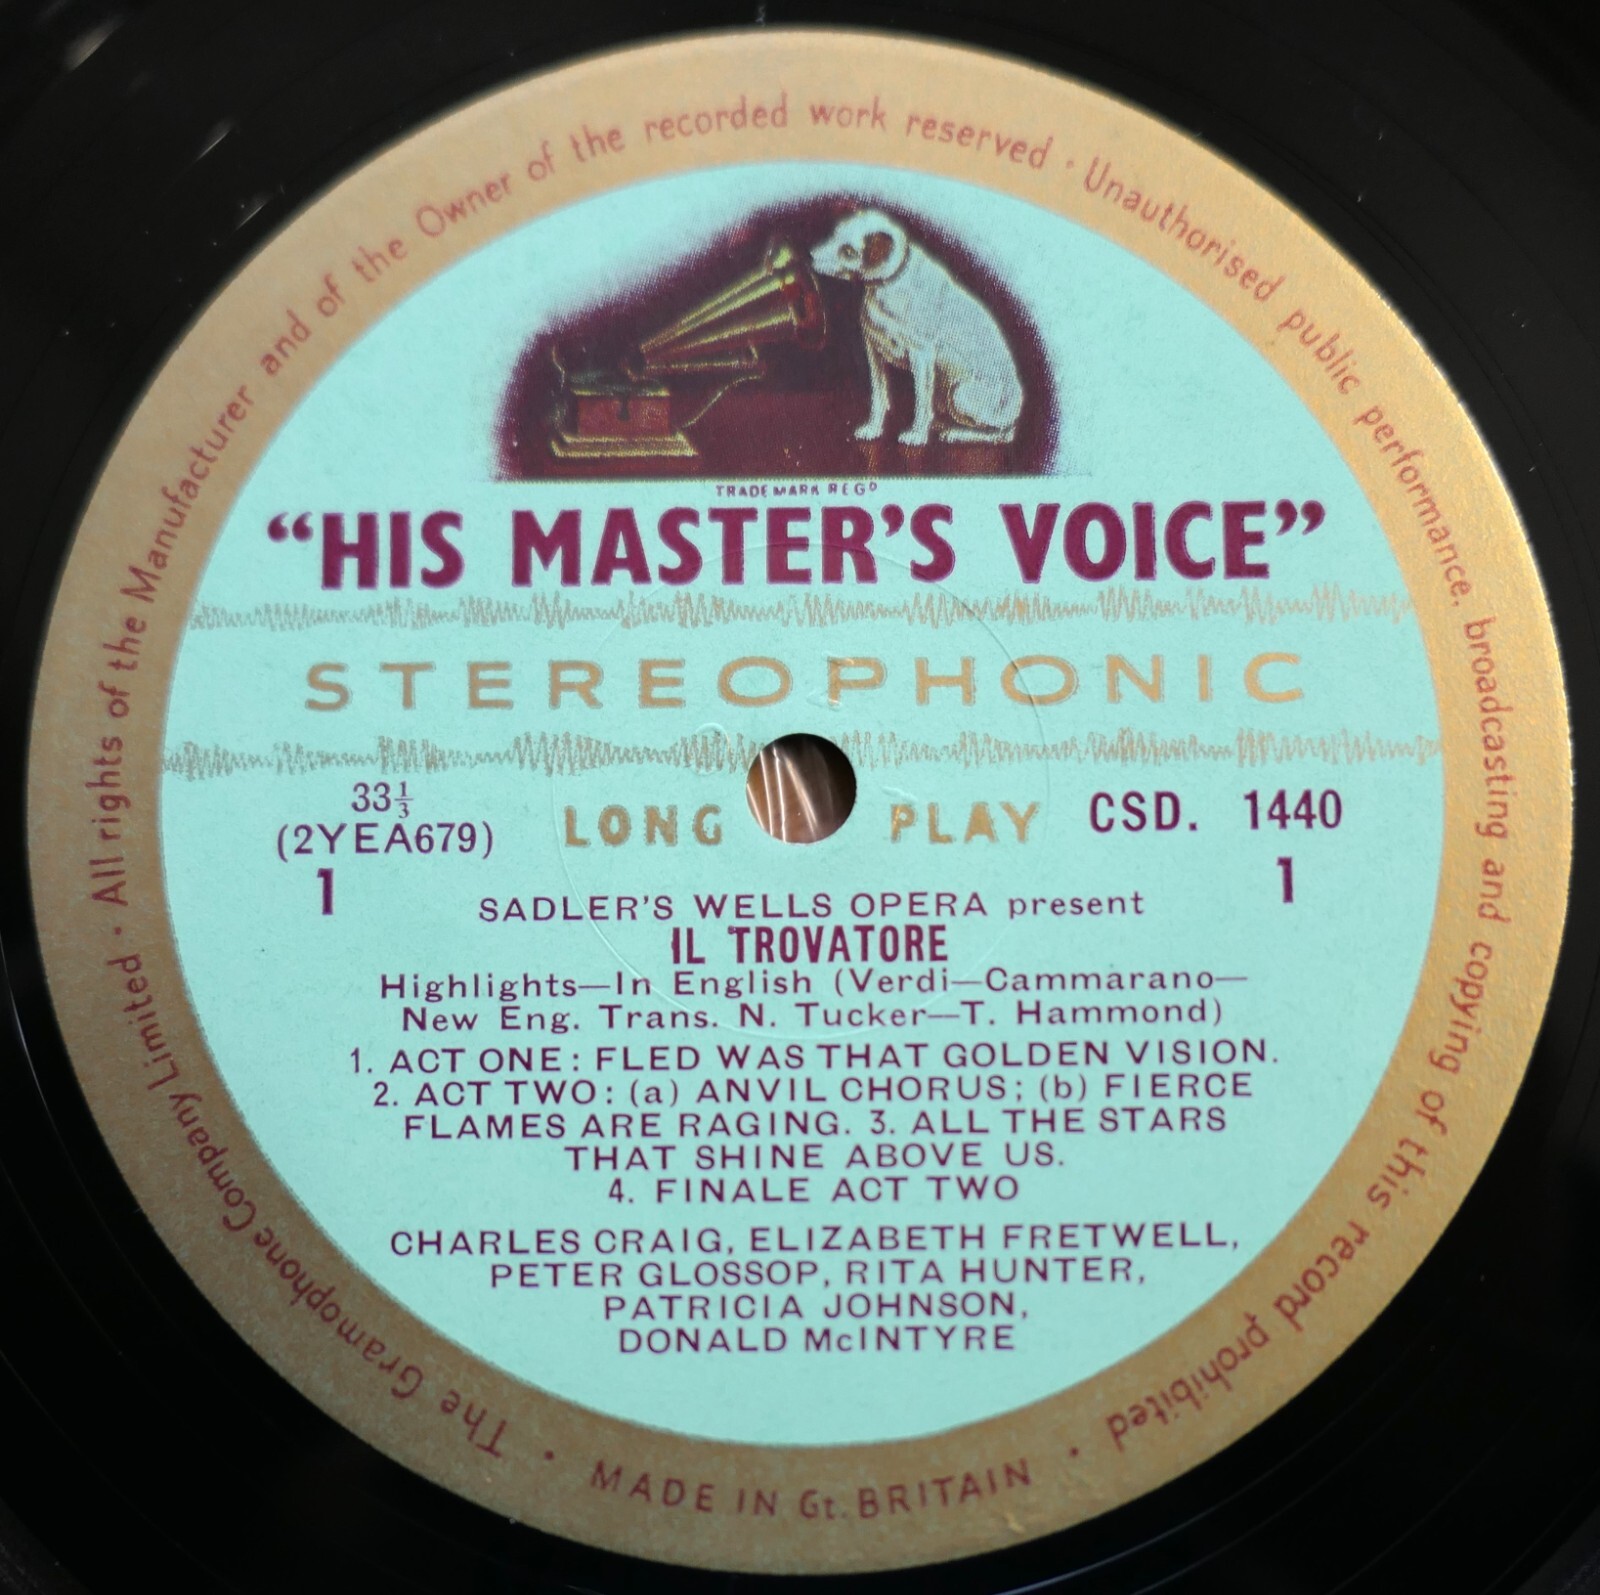 The Gramophone Company Limited · All rights of the Manufacturer and of the Owner of the recorded work reserved · Unauthorised public performance, broadcasting and copying of this record prohibited ·
TRADE MARK REGD
“HIS MASTER’S VOICE”
STEREOPHONIC
33⅓
LONG PLAY
CSD. 1440
(2YEA679)
1
1
SADLER’S WELLS OPERA present
IL TROVATORE
Highlights—In English (Verdi—Cammarano—
New Eng. Trans. N. Tucker—T. Hammond)
1. ACT ONE: FLED WAS THAT GOLDEN VISION.
2. ACT TWO: (a) ANVIL CHORUS; (b) FIERCE
FLAMES ARE RAGING. 3. ALL THE STARS
THAT SHINE ABOVE US.
4. FINALE ACT TWO
CHARLES CRAIG, ELIZABETH FRETWELL,
PETER GLOSSOP, RITA HUNTER,
PATRICIA JOHNSON,
DONALD McINTYRE
MADE IN Gt. BRITAIN